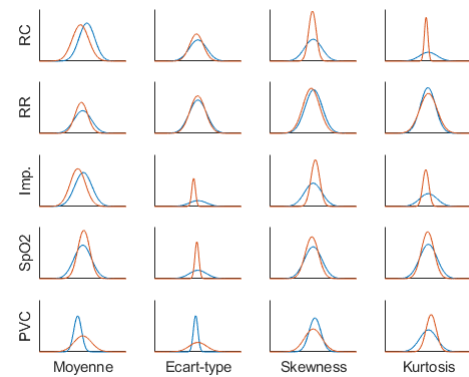 RC
RR
Imp.
SpO2
PVC
Moyenne Ecart-type Skewness Kurtosis